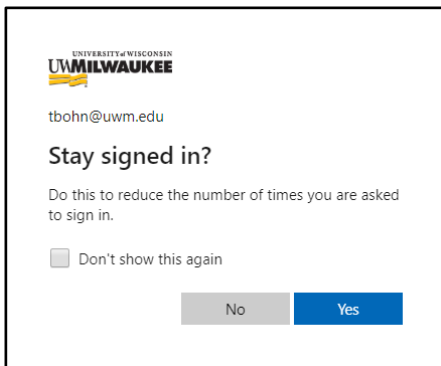 UNIVERSITY of WISCONSIN
UWMILWAUKEE
tbohn@uwm.edu
Stay signed in?
Do this to reduce the number of times you are asked
to sign in.
Don't show this again
No Yes